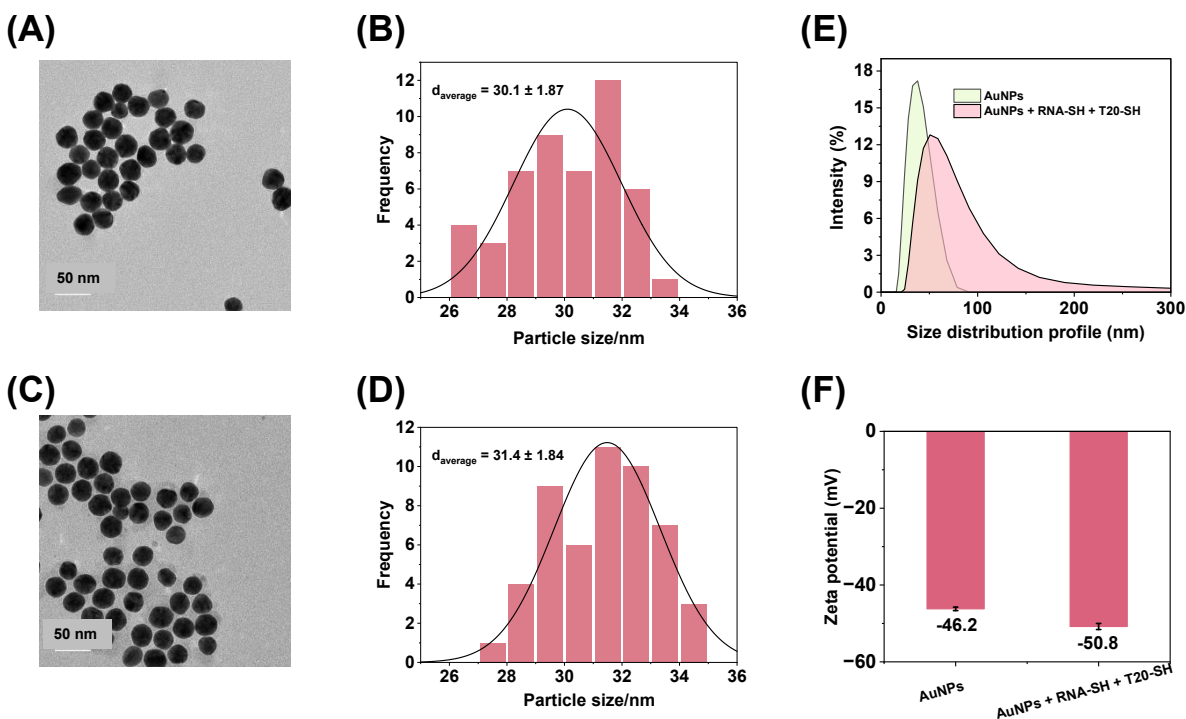 (A)
50 nm
(B)
d average = 30.1 ± 1.87
Frequency
12
10
8
6
4
2
0
26 28 30 32 34 36
Particle size/nm
(E)
AuNPs
AuNPs + RNA-SH + T20-SH
Intensity (%)
18
15
12
9
6
3
0
0 100 200 300
Size distribution profile (nm)
(C)
50 nm
(D)
d average = 31.4 ± 1.84
Frequency
12
10
8
6
4
2
0
26 28 30 32 34 36
Particle size/nm
(F)
Zeta potential (mV)
0
−20
−40
−60
-46.2
-50.8
AuNPs
AuNPs + RNA-SH + T20-SH